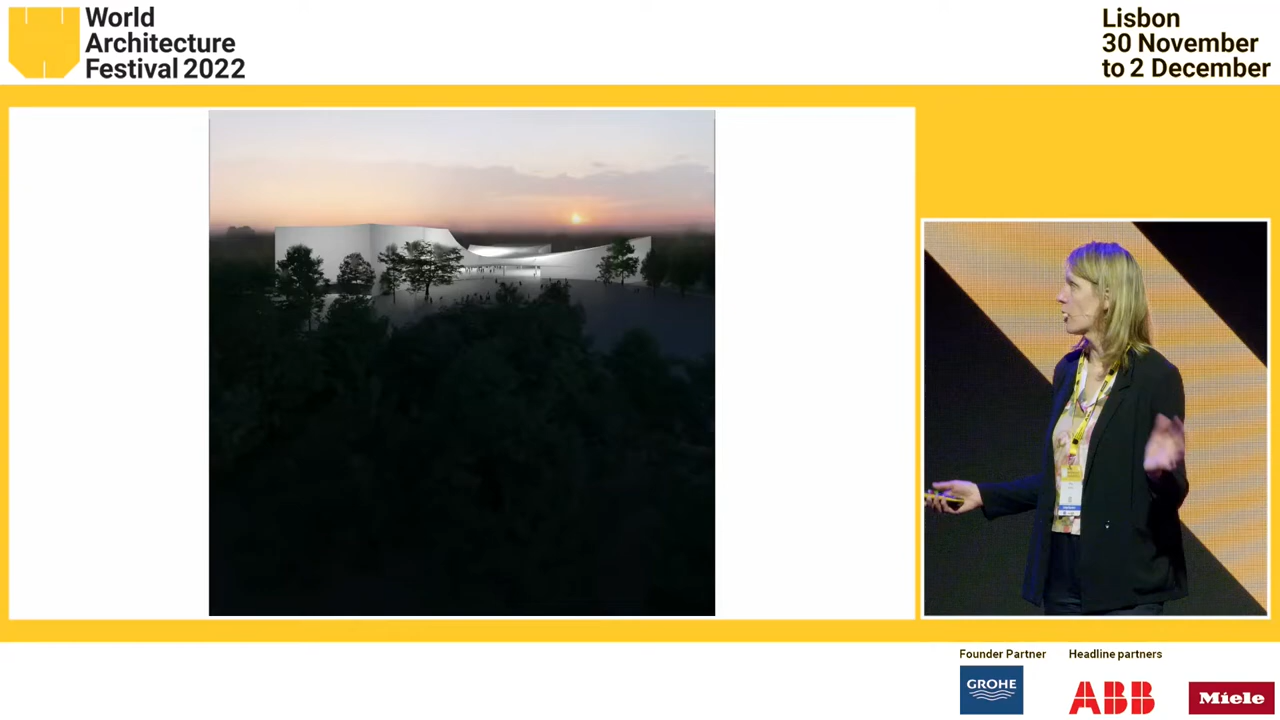 World
Architecture
Festival 2022
Lisbon
30 November
to 2 December
Founder Partner
Headline partners
GROHE
ABB
Miele